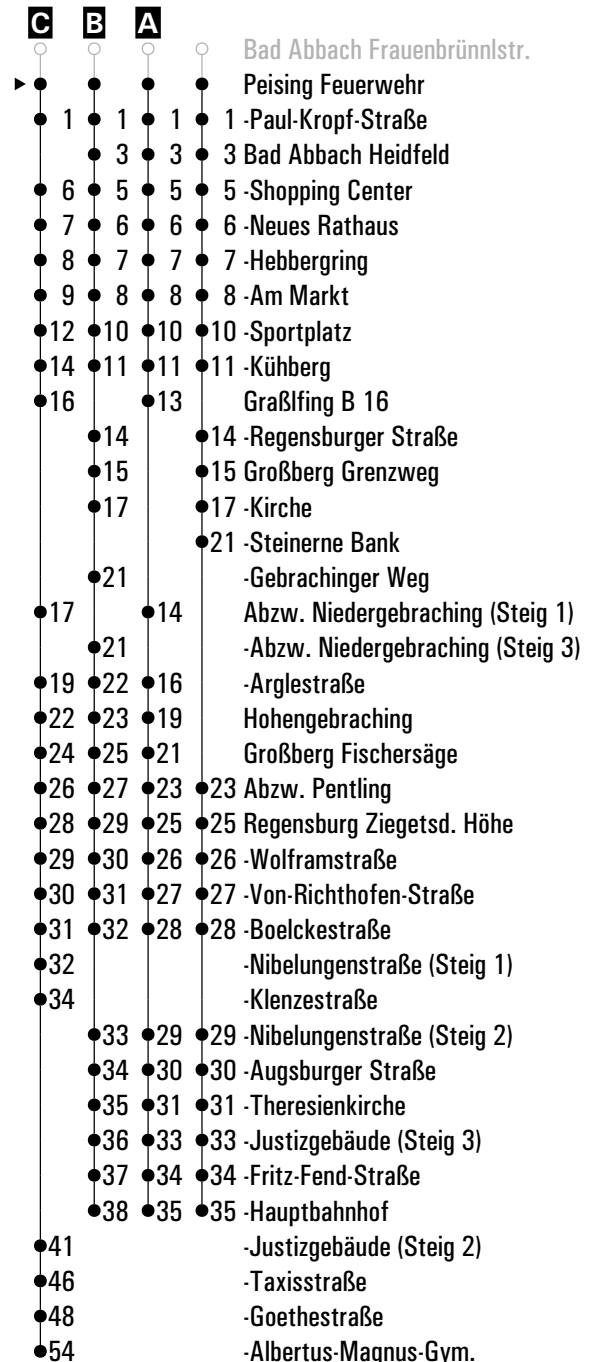 C B A
Bad Abbach Frauenbrünnlstr.
Peising Feuerwehr
1 1 1 1 -Paul-Kropf-Straße
3 3 3 Bad Abbach Heidfeld
6 5 5 5 -Shopping Center
7 6 6 6 -Neues Rathaus
8 7 7 7 -Hebbergring
9 8 8 8 -Am Markt
12 10 10 10 -Sportplatz
14 11 11 11 -Kühberg
16 13 Graßlfing B 16
14 14 -Regensburger Straße
15 15 Großberg Grenzweg
17 17 -Kirche
21 -Steinerne Bank
21 -Gebrachinger Weg
17 14 Abzw. Niedergebraching (Steig 1)
21 -Abzw. Niedergebraching (Steig 3)
19 22 16 -Arglestraße
22 23 19 Hohengebraching
24 25 21 Großberg Fischersäge
26 27 23 23 Abzw. Pentling
28 29 25 25 Regensburg Ziegetsd. Höhe
29 30 26 26 -Wolframstraße
30 31 27 27 -Von-Richthofen-Straße
31 32 28 28 -Boelckestraße
32 -Nibelungenstraße (Steig 1)
34 -Klenzestraße
33 29 29 -Nibelungenstraße (Steig 2)
34 30 30 -Augsburger Straße
35 31 31 -Theresienkirche
36 33 33 -Justizgebäude (Steig 3)
37 34 34 -Fritz-Fend-Straße
38 35 35 -Hauptbahnhof
41 -Justizgebäude (Steig 2)
46 -Taxisstraße
48 -Goethestraße
54 -Albertus-Magnus-Gym.